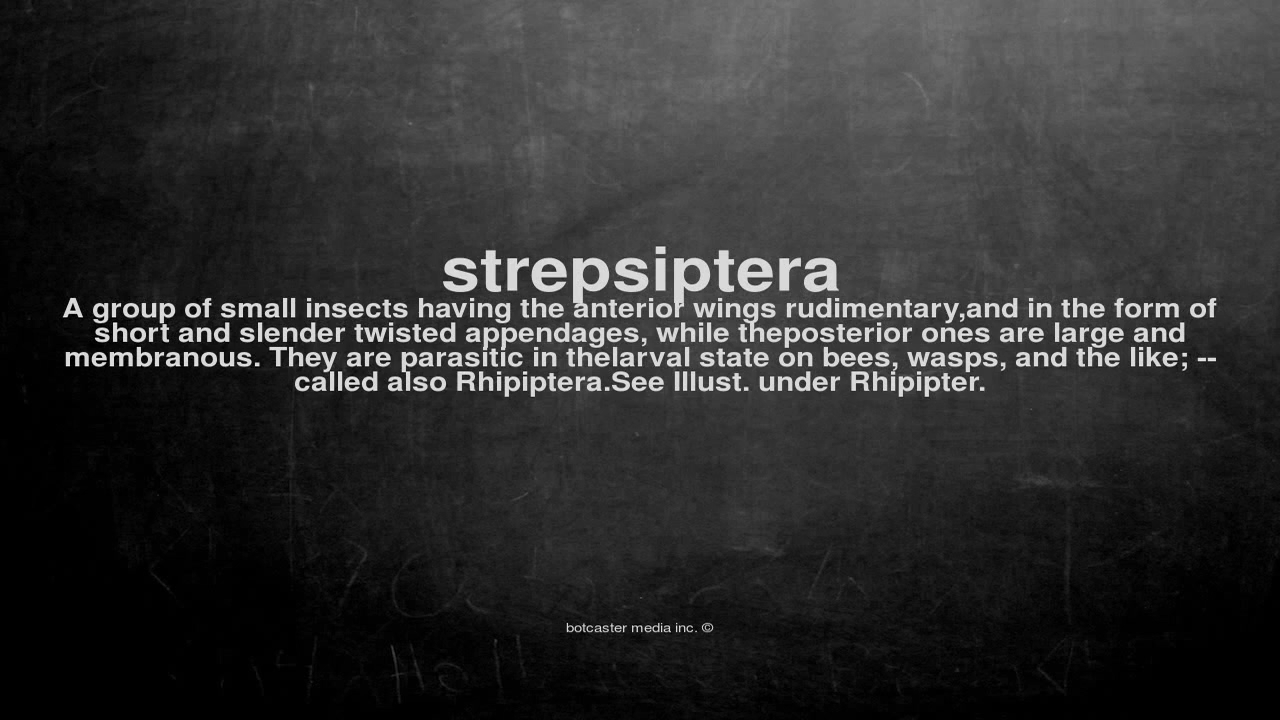 strepsiptera
A group of small insects having the anterior wings rudimentary,and in the form of
short and slender twisted appendages, while theposterior ones are large and
membranous. They are parasitic in thelarval state on bees, wasps, and the like; --
called also Rhipiptera.See Illust. under Rhipipter.
botcaster media inc. ©